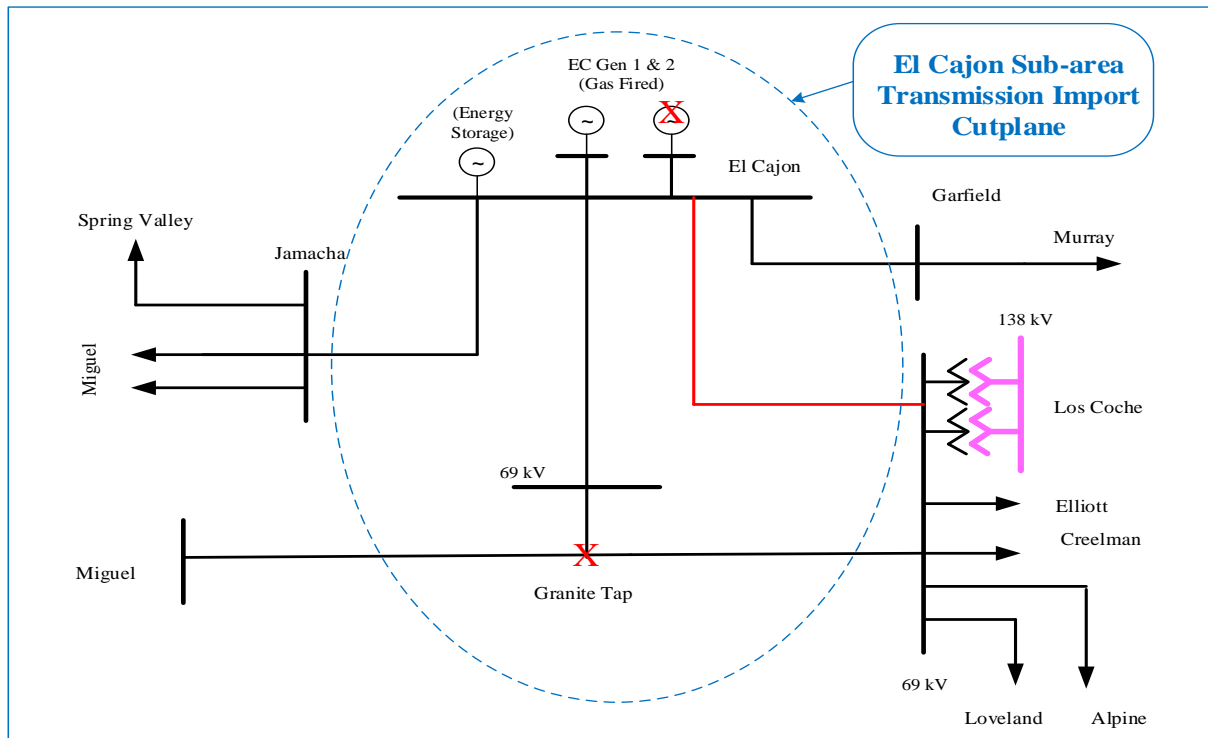 El Cajon Sub-area
Transmission Import
Cutplane
EC Gen 1 & 2
(Gas Fired)
(Energy
Storage)
~
~
~
X
El Cajon
Garfield
Spring Valley
Murray
Jamacha
138 kV
Miguel
Los Coche
69 kV
Elliott
Creelman
X
Miguel
Granite Tap
69 kV
Loveland
Alpine